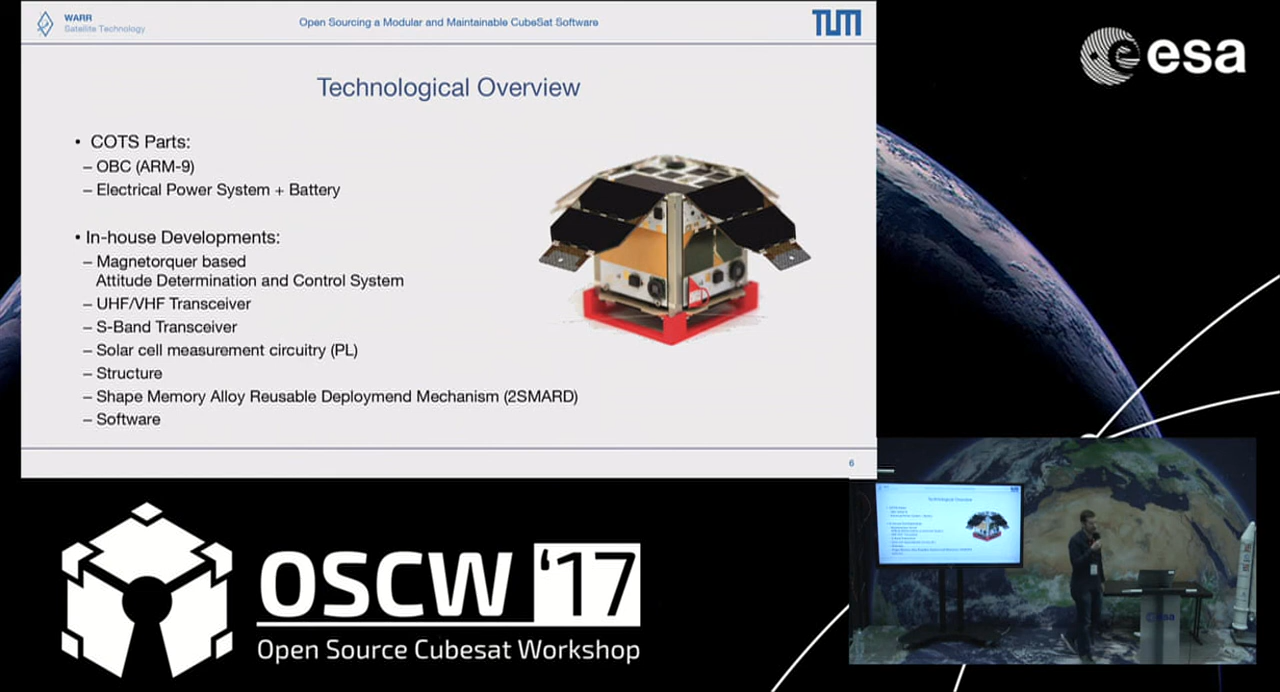 WARR
Satellite Technology
Open Sourcing a Modular and Maintainable CubeSat Software
TUM
esa
Technological Overview
• COTS Parts:
– OBC (ARM-9)
– Electrical Power System + Battery
• In-house Developments:
– Magnetorquer based
Attitude Determination and Control System
– UHF/VHF Transceiver
– S-Band Transceiver
– Solar cell measurement circuitry (PL)
– Structure
– Shape Memory Alloy Reusable Deploymend Mechanism (2SMARD)
– Software
6
OSCW '17
Open Source Cubesat Workshop
Technological Overview
esa